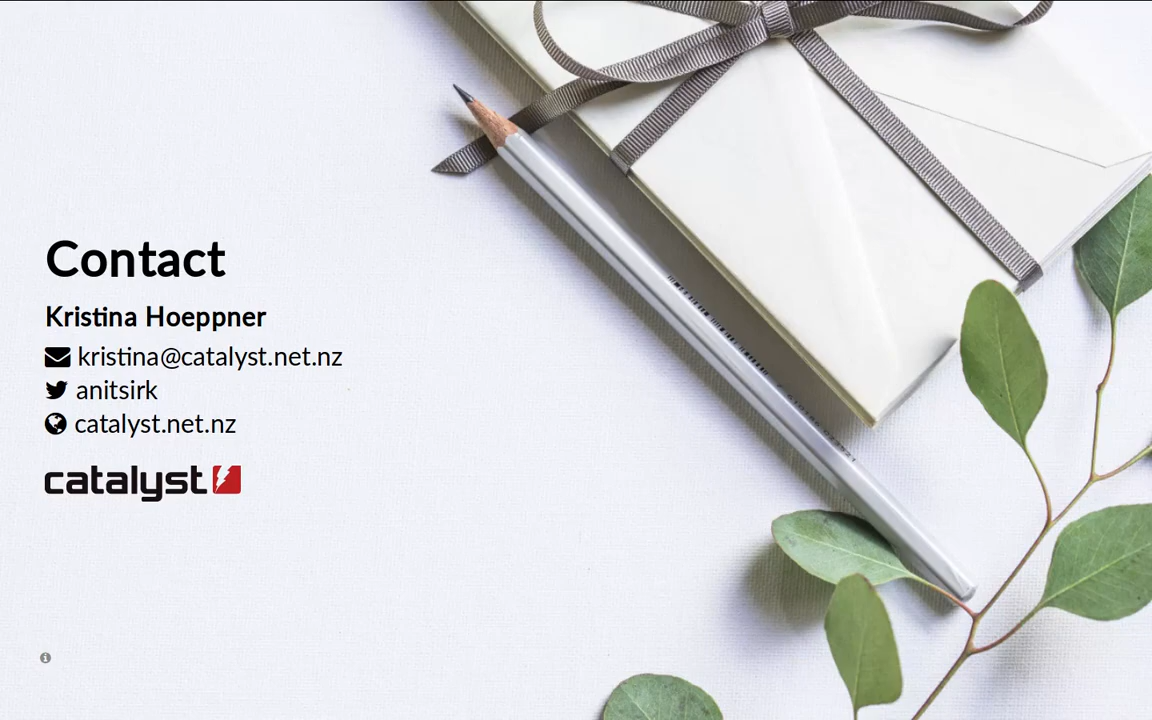 Contact
Kristina Hoeppner
kristina@catalyst.net.nz
anitsirk
catalyst.net.nz
catalyst